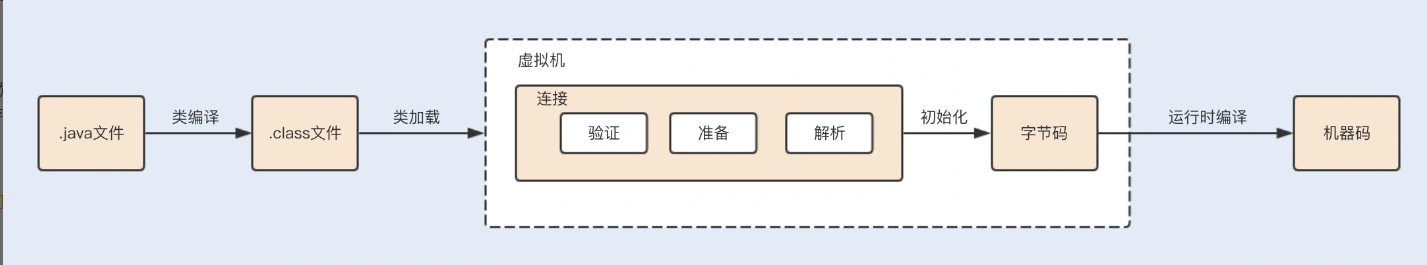 虚拟机
连接
.java文件
类编译
.class文件
类加载
验证
准备
解析
初始化
字节码
运行时编译
机器码